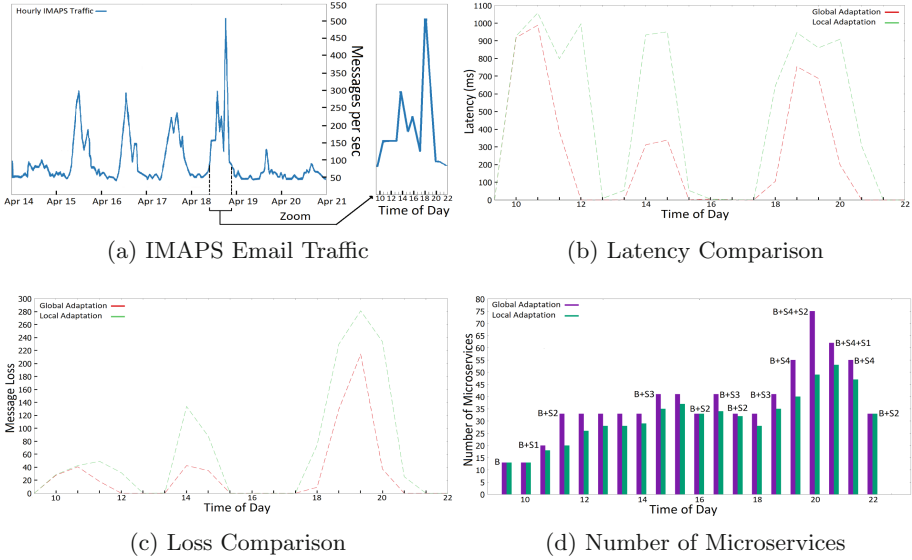 Hourly IMAPS Traffic
550
500
450
400
350
300
250
200
150
100
50
Messages per sec
Apr 14 Apr 15 Apr 16 Apr 17 Apr 18 Apr 19 Apr 20 Apr 21
Zoom
10 12 14 16 18 20 22
Time of Day
(a) IMAPS Email Traffic
1100
1000
900
800
700
600
500
400
300
200
100
0
Latency (ms)
Global Adaptation
Local Adaptation
10 12 14 16 18 20 22
Time of Day
(b) Latency Comparison
300
280
260
240
220
200
180
160
140
120
100
80
60
40
20
0
Message Loss
Global Adaptation
Local Adaptation
10 12 14 16 18 20 22
Time of Day
(c) Loss Comparison
80
75
70
65
60
55
50
45
40
35
30
25
20
15
10
5
0
Number of Microservices
Global Adaptation
Local Adaptation
B
B+S1
B+S2
B+S3
B+S2
B+S3
B+S2
B+S3
B+S4
B+S4+S2
B+S4+S1
B+S4
B+S2
10 12 14 16 18 20 22
Time of Day
(d) Number of Microservices